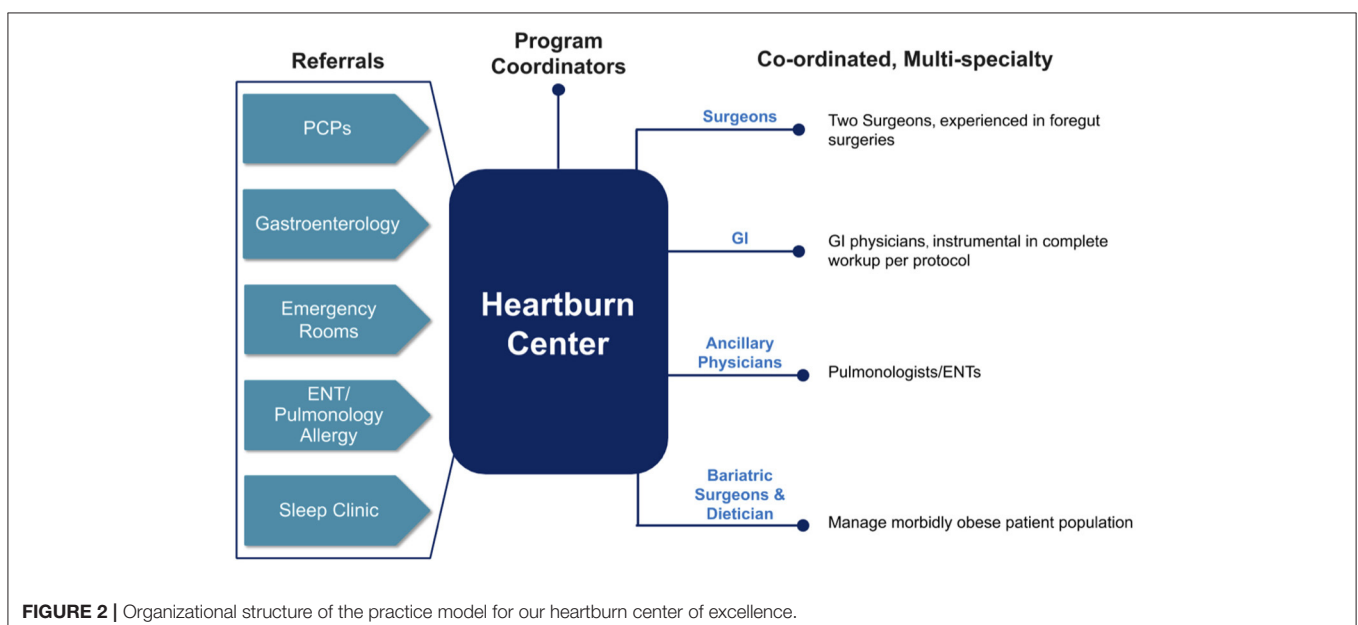 Referrals
PCPs
Gastroenterology
Emergency
Rooms
ENT/
Pulmonology
Allergy
Sleep Clinic
Program
Coordinators
Heartburn
Center
Co-ordinated, Multi-specialty
Surgeons
Two Surgeons, experienced in foregut
surgeries
GI
GI physicians, instrumental in complete
workup per protocol
Ancillary
Physicians
Pulmonologists/ENTs
Bariatric
Surgeons &
Dietician
Manage morbidly obese patient population
FIGURE 2 | Organizational structure of the practice model for our heartburn center of excellence.